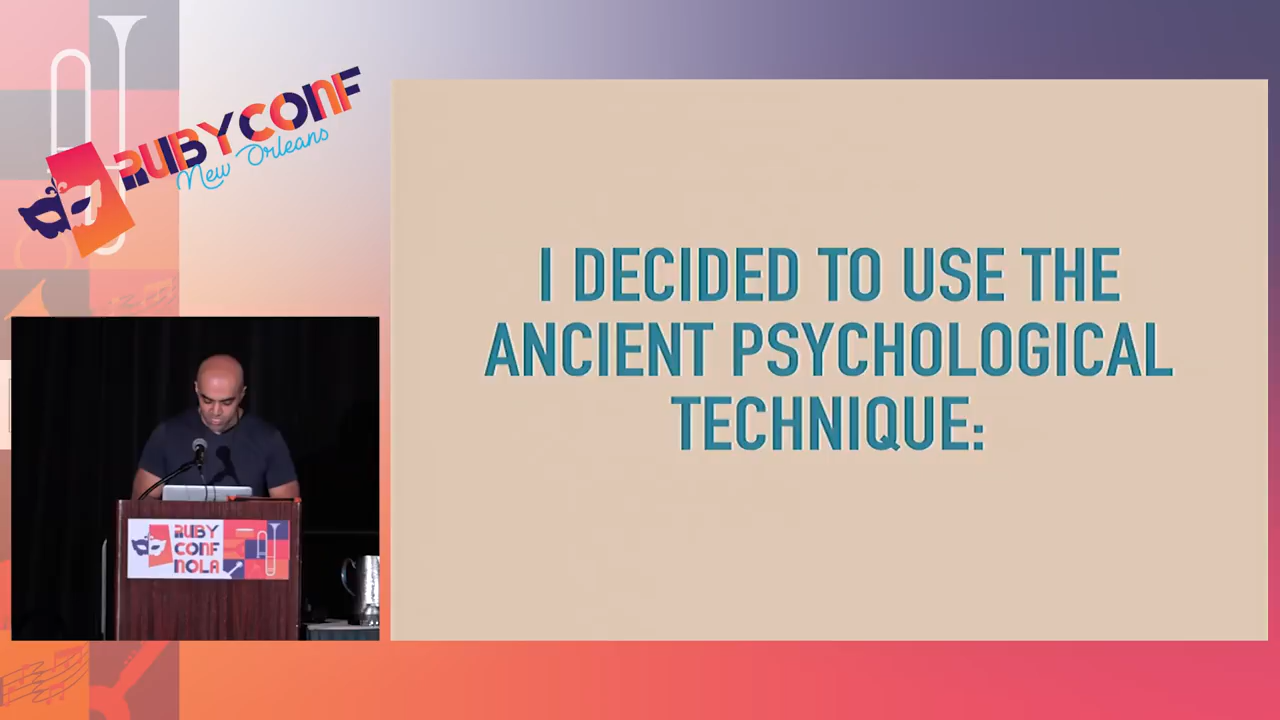 RUBYCONF
New Orleans
I DECIDED TO USE THE
ANCIENT PSYCHOLOGICAL
TECHNIQUE:
RUBY
CONF
NOLA